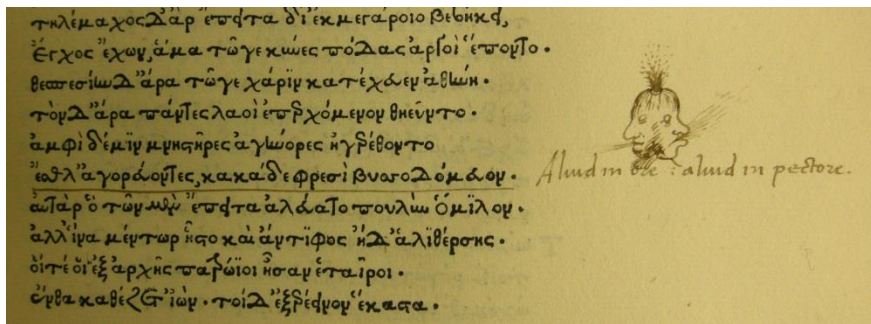 τηλέμαχος δ' ἂρ ἔπειτα δι ἐκ μεγάροιο βεβήκει,
ἔγχος ἔχων, ἅμα τῶγε κύνες πόδας ἀργοὶ ἕποντο.
θεσπεσίην δ' ἄρα τῶγε χάριν κατέχευεν ἀθήνη.
τὸν δ' ἄρα πάντες λαοὶ ἐπερχόμενον θηεῦντο.
ἀμφὶ δέ μιν μνηστῆρες ἀγήνορες ἠγερέθοντο
ἔσθλ' ἀγορεύοντες, κακὰ δὲ φρεσὶ βυσσοδόμευον. Aliud in ore : aliud in pectore.
αὐτὰρ ὁ τῶν μὲν ἔπειτα ἀλεύατο πουλὺν ὅμιλον.
ἀλλ' ἵνα μέντωρ ἧστο καὶ ἄντιφος ἠδ' ἁλιθέρσης.
οἵ τέ οἱ ἐξ ἀρχῆς πατρώϊοι ἦσαν ἑταῖροι.
ἔνθα καθέζετ' ἰών. τοὶ δ' ἐξερέεινον ἕκαστα.